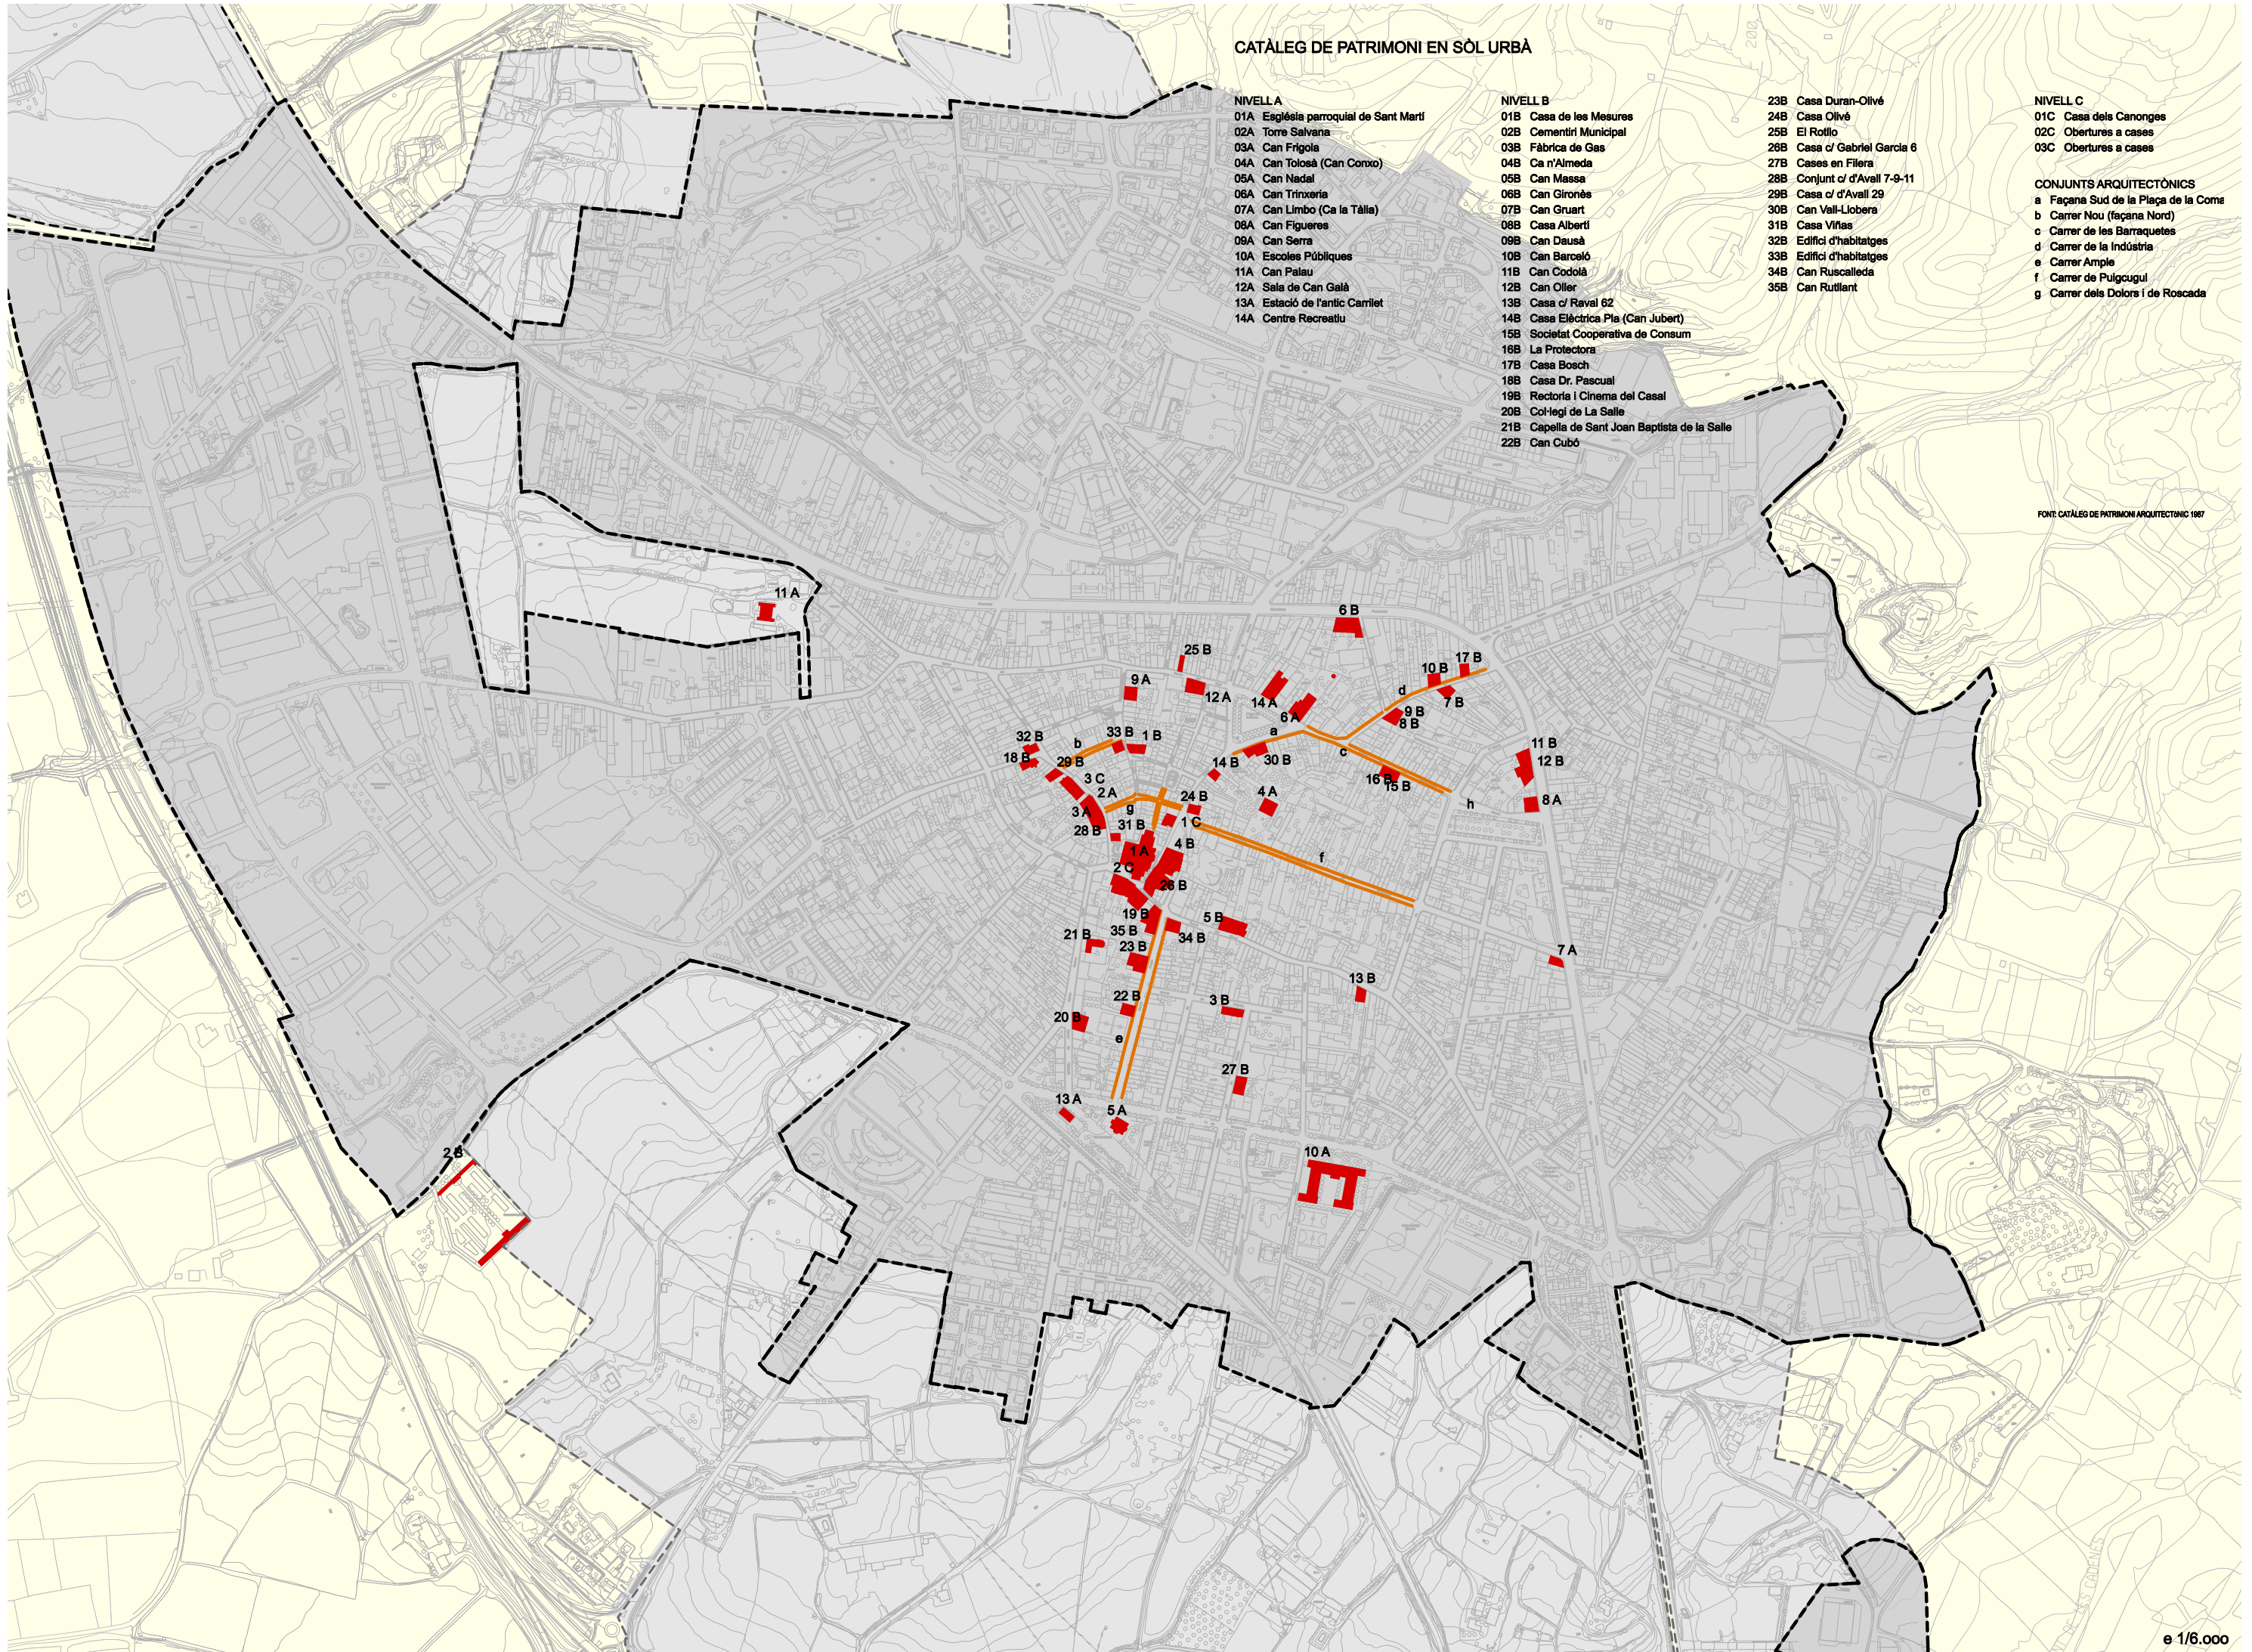 CATÀLEG DE PATRIMONI EN SÒL URBÀ
NIVELL A
01A Església parroquial de Sant Martí
02A Torre Salvana
03A Can Frigola
04A Can Tolosà (Can Conxo)
05A Can Nadal
06A Can Trinxeria
07A Can Limbo (Ca la Tàlia)
08A Can Figueres
09A Can Serra
10A Escoles Públiques
11A Can Palau
12A Sala de Can Galà
13A Estació de l'antic Carrilet
14A Centre Recreatiu
NIVELL B
01B Casa de les Mesures
02B Cementiri Municipal
03B Fàbrica de Gas
04B Ca n'Almeda
05B Can Massa
06B Can Gironès
07B Can Gruart
08B Casa Albertí
09B Can Dausà
10B Can Barceló
11B Can Codolà
12B Can Oller
13B Casa c/ Raval 62
14B Casa Elèctrica Pla (Can Jubert)
15B Societat Cooperativa de Consum
16B La Protectora
17B Casa Bosch
18B Casa Dr. Pascual
19B Rectoria i Cinema del Casal
20B Col·legi de La Salle
21B Capella de Sant Joan Baptista de la Salle
22B Can Cubó
23B Casa Duran-Olivé
24B Casa Olivé
25B El Rotllo
26B Casa c/ Gabriel Garcia 6
27B Cases en Filera
28B Conjunt c/ d'Avall 7-9-11
29B Casa c/ d'Avall 29
30B Can Vall-Llobera
31B Casa Viñas
32B Edifici d'habitatges
33B Edifici d'habitatges
34B Can Ruscalleda
35B Can Rutllant
NIVELL C
01C Casa dels Canonges
02C Obertures a cases
03C Obertures a cases
CONJUNTS ARQUITECTÒNICS
a Façana Sud de la Plaça de la Coma
b Carrer Nou (façana Nord)
c Carrer de les Barraquetes
d Carrer de la Indústria
e Carrer Ample
f Carrer de Puigcugul
g Carrer dels Dolors i de Roscada
FONT: CATÀLEG DE PATRIMONI ARQUITECTòNIC 1987
11 A
6 B
25 B
17 B
10 B
9 A
12 A
14 A
d
7 B
6 A
9 B
8 B
32 B
b
33 B
1 B
a
c
11 B
18 B
29 B
14 B
30 B
12 B
3 C
16 B
15 B
2 A
24 B
4 A
h
8 A
3 A
g
28 B
31 B
1 C
1 A
4 B
f
2 C
26 B
19 B
5 B
35 B
34 B
21 B
23 B
7 A
13 B
22 B
3 B
20 B
e
27 B
13 A
5 A
2 B
10 A
200
LES CADENES
e 1/6.000